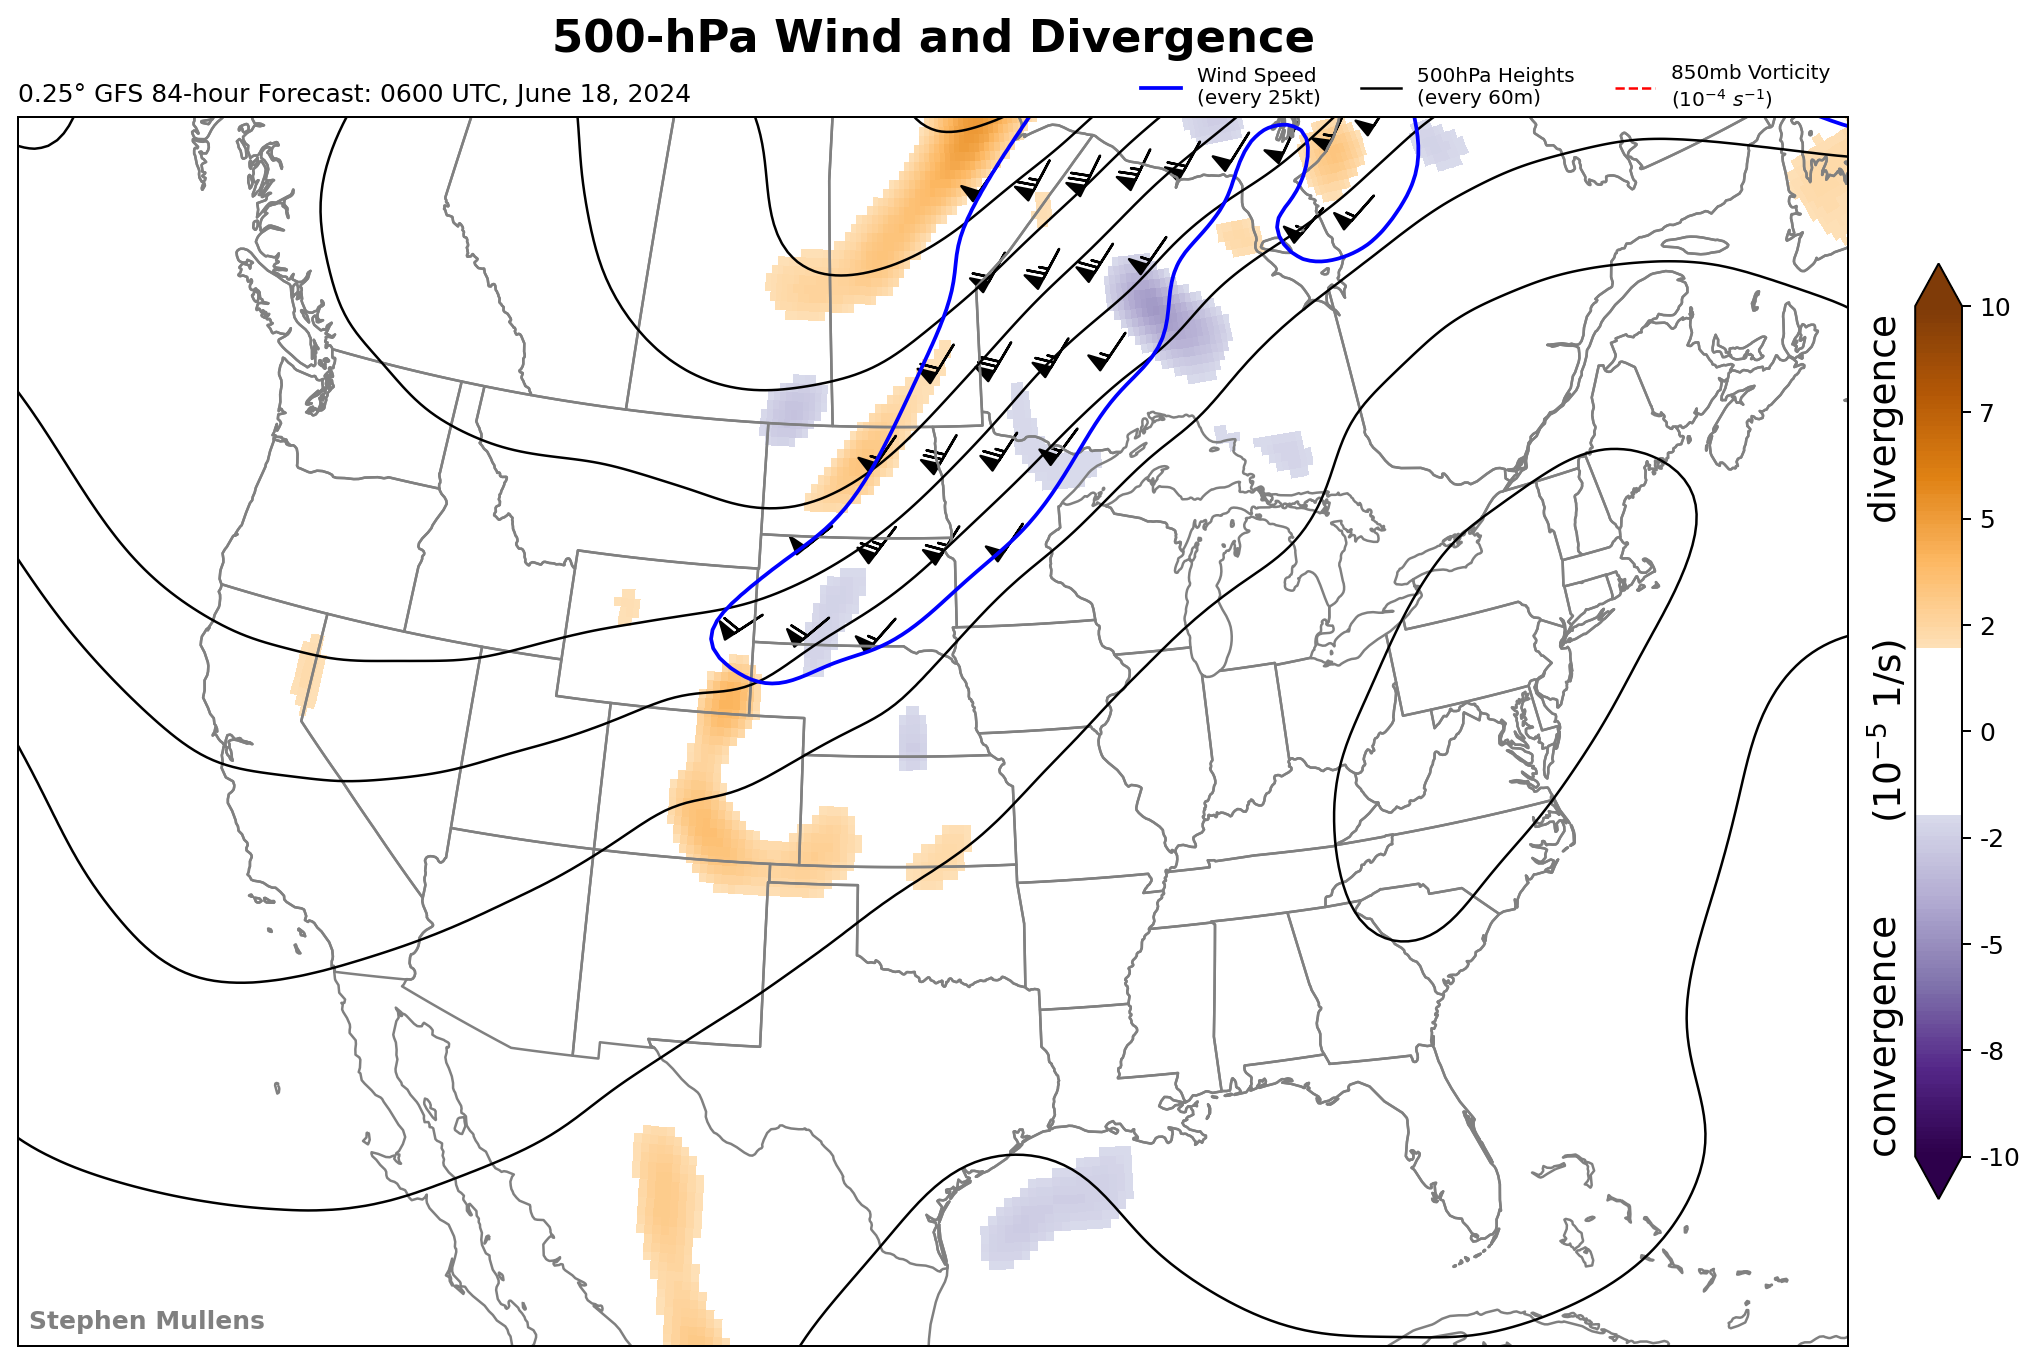 500-hPa Wind and Divergence
0.25° GFS 84-hour Forecast: 0600 UTC, June 18, 2024
Wind Speed
(every 25kt)
500hPa Heights
(every 60m)
850mb Vorticity
(10⁻⁴ s⁻¹)
10
7
5
2
0
-2
-5
-8
-10
convergence (10⁻⁵ 1/s) divergence
Stephen Mullens